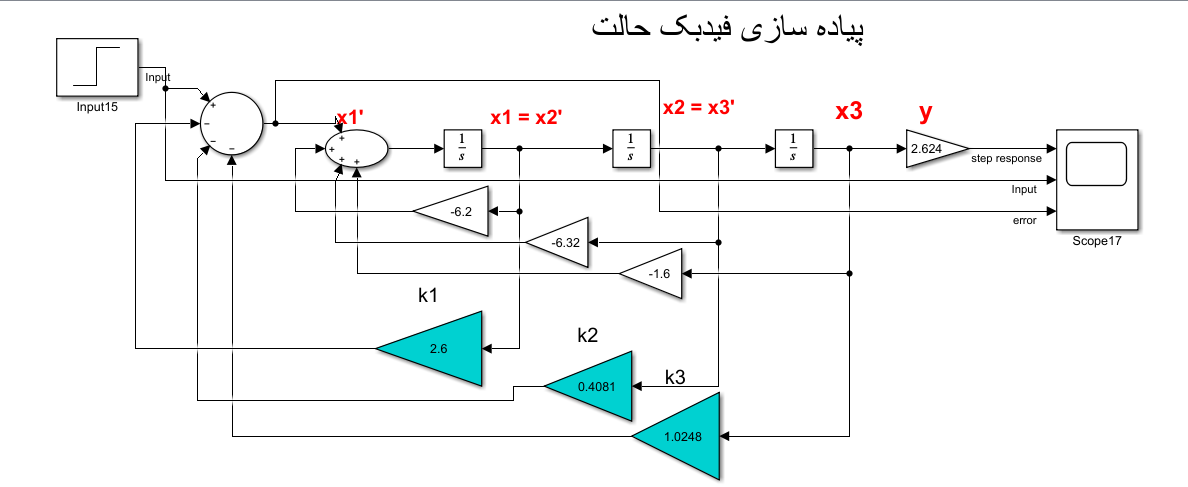 پیاده سازی فیدبک حالت
Input15
Input
+
−
−
−
x1'
+
+
+
+
1
s
x1 = x2'
1
s
x2 = x3'
1
s
x3
y
2.624
step response
Input
error
Scope17
-6.2
-6.32
-1.6
k1
2.6
k2
0.4081
k3
1.0248